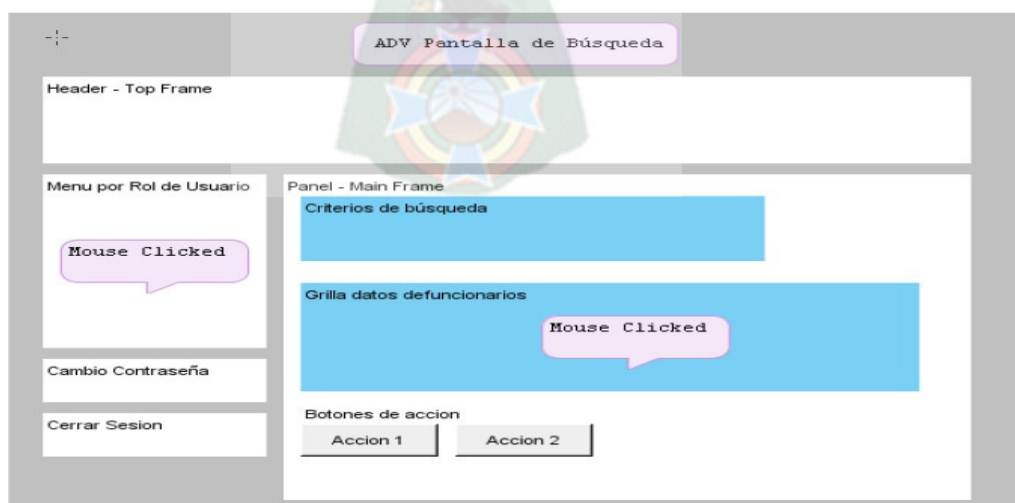 ADV Pantalla de Búsqueda
Header - Top Frame
Menu por Rol de Usuario
Mouse Clicked
Cambio Contraseña
Cerrar Sesion
Panel - Main Frame
Criterios de búsqueda
Grilla datos defuncionarios
Mouse Clicked
Botones de accion
Accion 1
Accion 2